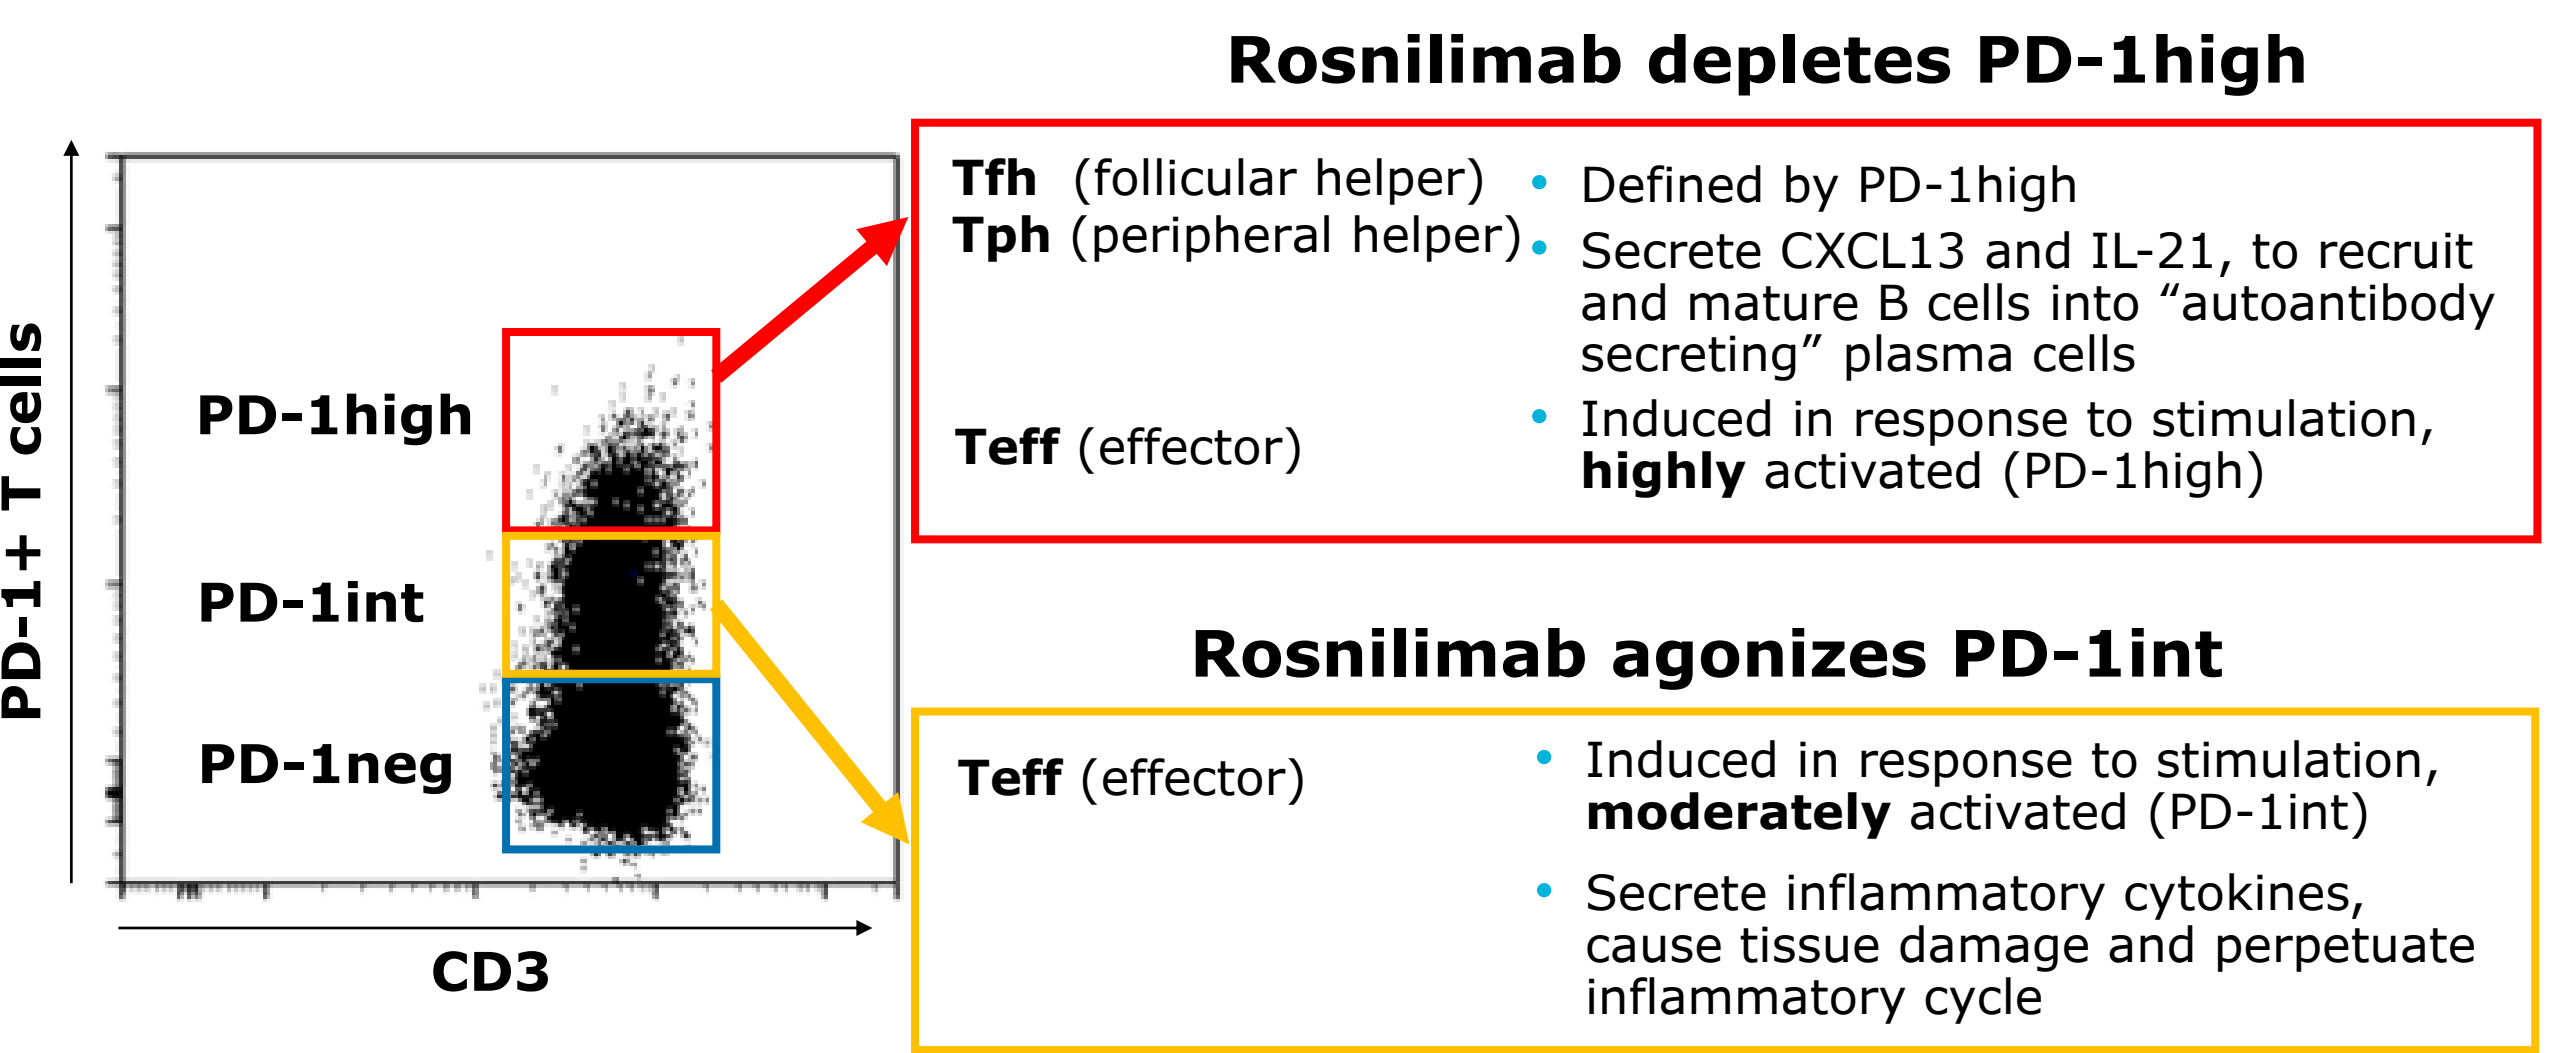 Rosnilimab depletes PD-1high
PD-1+ T cells
PD-1high
PD-1int
PD-1neg
CD3
Tfh (follicular helper)
Tph (peripheral helper)
Teff (effector)
• Defined by PD-1high
• Secrete CXCL13 and IL-21, to recruit
and mature B cells into “autoantibody
secreting” plasma cells
• Induced in response to stimulation,
highly activated (PD-1high)
Rosnilimab agonizes PD-1int
Teff (effector)
• Induced in response to stimulation,
moderately activated (PD-1int)
• Secrete inflammatory cytokines,
cause tissue damage and perpetuate
inflammatory cycle